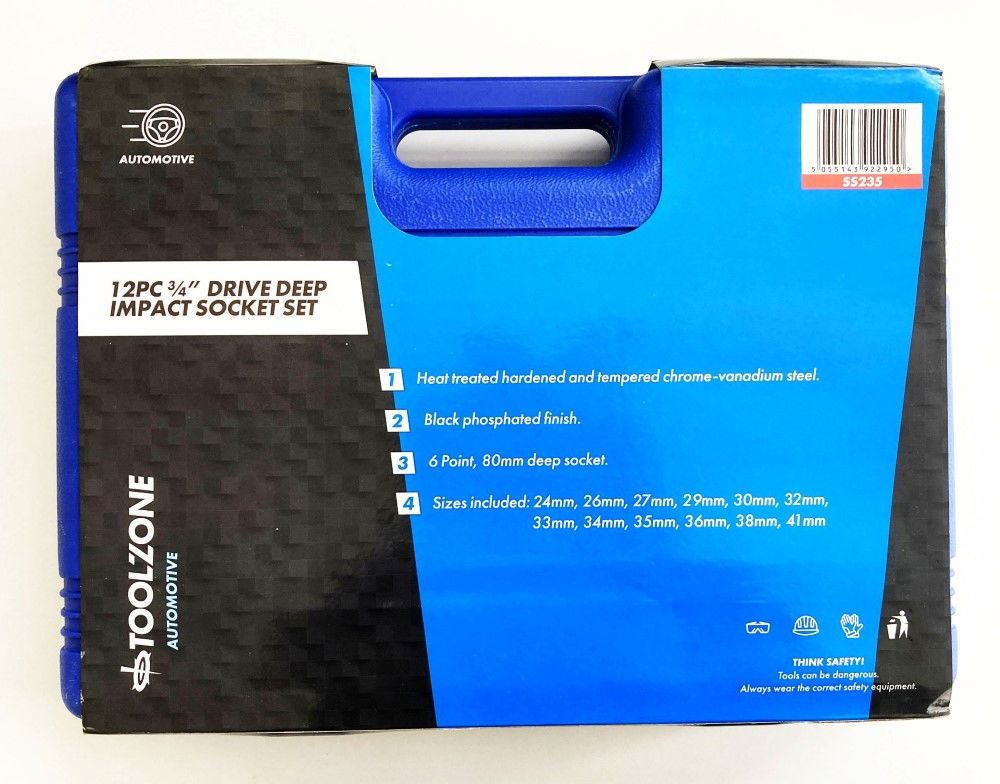 AUTOMOTIVE
5 055143 922950 >
SS235
12PC ¾" DRIVE DEEP
IMPACT SOCKET SET
1 Heat treated hardened and tempered chrome-vanadium steel.
2 Black phosphated finish.
3 6 Point, 80mm deep socket.
4 Sizes included: 24mm, 26mm, 27mm, 29mm, 30mm, 32mm,
33mm, 34mm, 35mm, 36mm, 38mm, 41mm
TOOLZONE
AUTOMOTIVE
THINK SAFETY!
Tools can be dangerous.
Always wear the correct safety equipment.